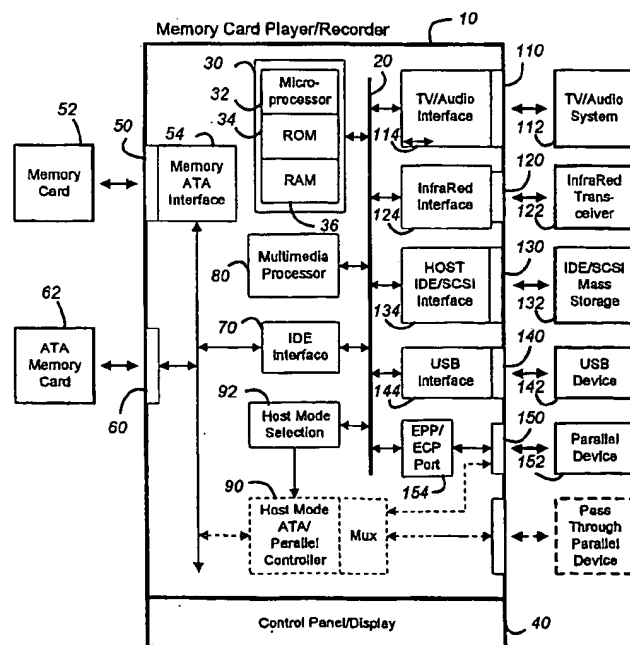 Memory Card Player/Recorder
10
30
20
110
Micro-
processor
32
34
ROM
RAM
36
TV/Audio
Interface
114
TV/Audio
System
112
52
50
54
Memory
Card
Memory
ATA
Interface
120
InfraRed
Interface
124
InfraRed
Trans-
ceiver
122
Multimedia
Processor
80
130
HOST
IDE/SCSI
Interface
134
IDE/SCSI
Mass
Storage
132
62
ATA
Memory
Card
60
70
IDE
Interface
140
USB
Interface
144
USB
Device
142
92
Host Mode
Selection
150
EPP/
ECP
Port
154
Parallel
Device
152
90
Host Mode
ATA/
Parallel
Controller
Mux
Pass
Through
Parallel
Device
Control Panel/Display
40